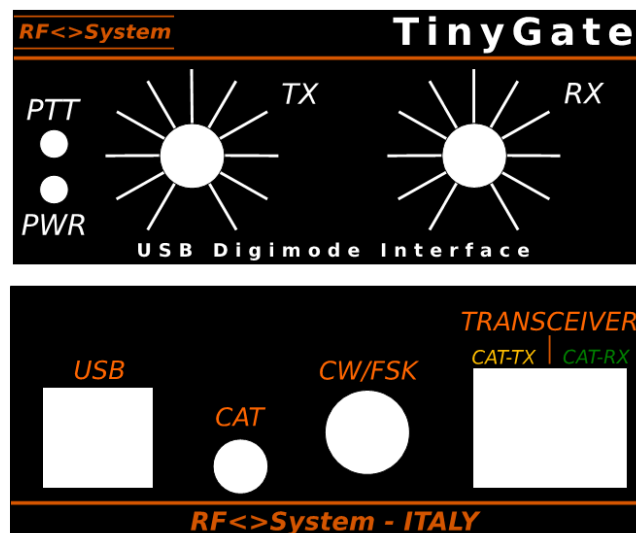 RF<>System
TinyGate
PTT
TX
RX
PWR
USB Digimode Interface
TRANSCEIVER
CAT-TX | CAT-RX
USB
CW/FSK
CAT
RF<>System - ITALY